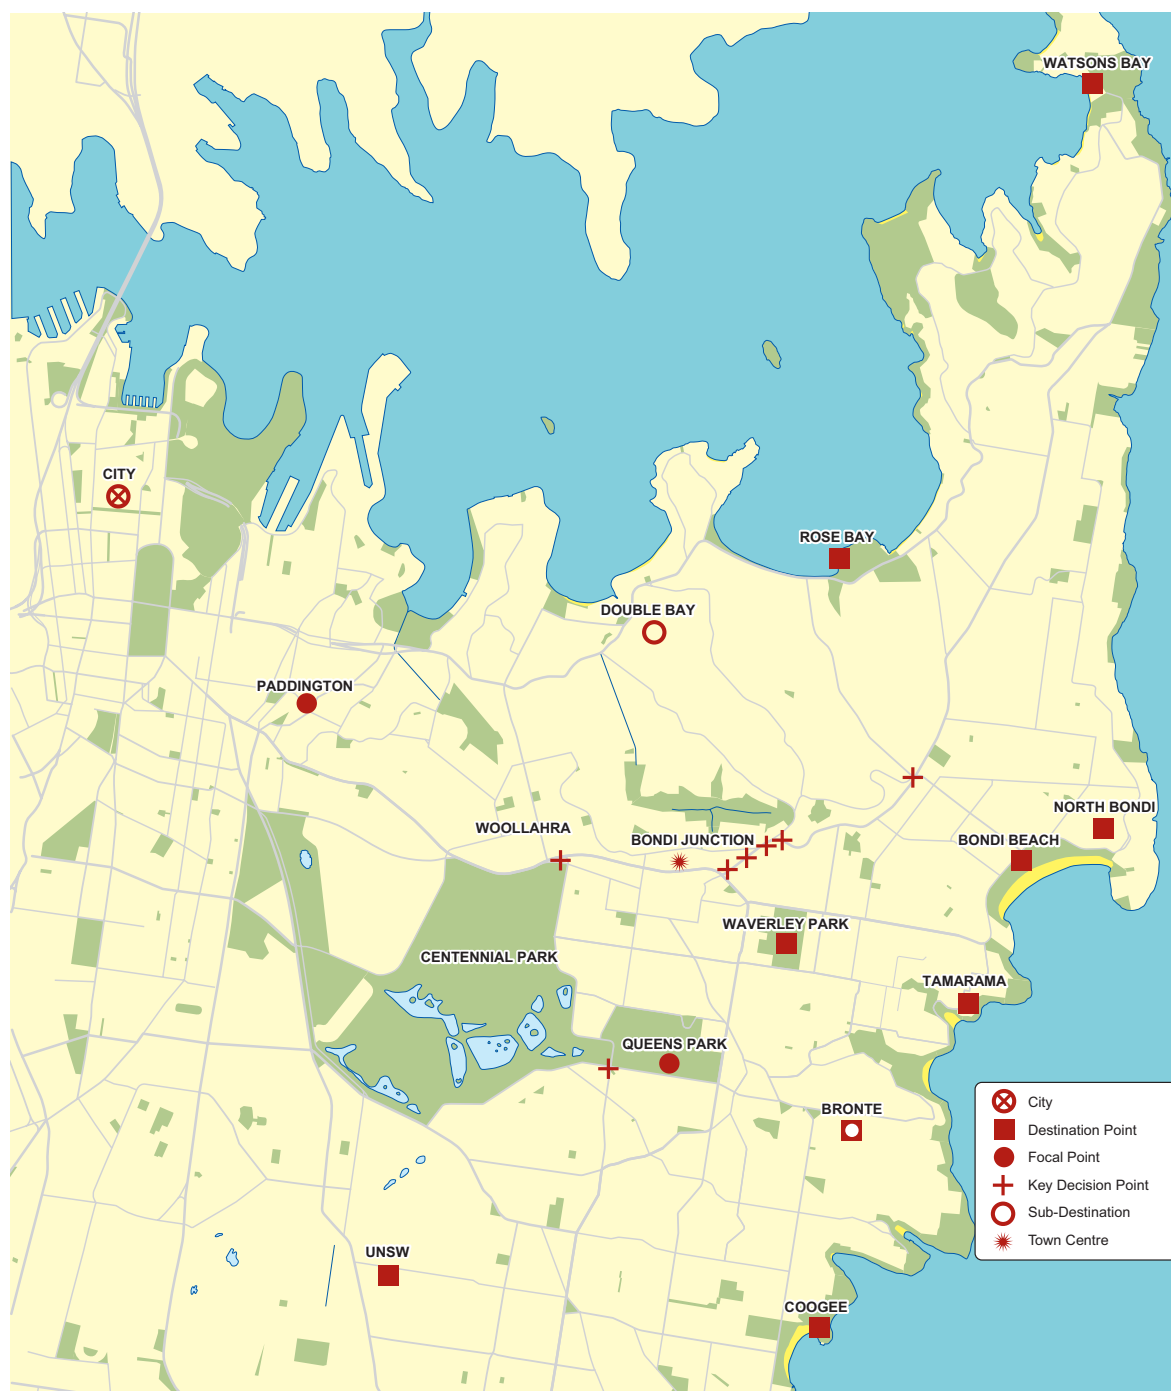 WATSONS BAY
CITY
ROSE BAY
DOUBLE BAY
PADDINGTON
NORTH BONDI
WOOLLAHRA
BONDI JUNCTION
BONDI BEACH
WAVERLEY PARK
CENTENNIAL PARK
TAMARAMA
QUEENS PARK
BRONTE
City
Destination Point
Focal Point
Key Decision Point
Sub-Destination
Town Centre
UNSW
COOGEE